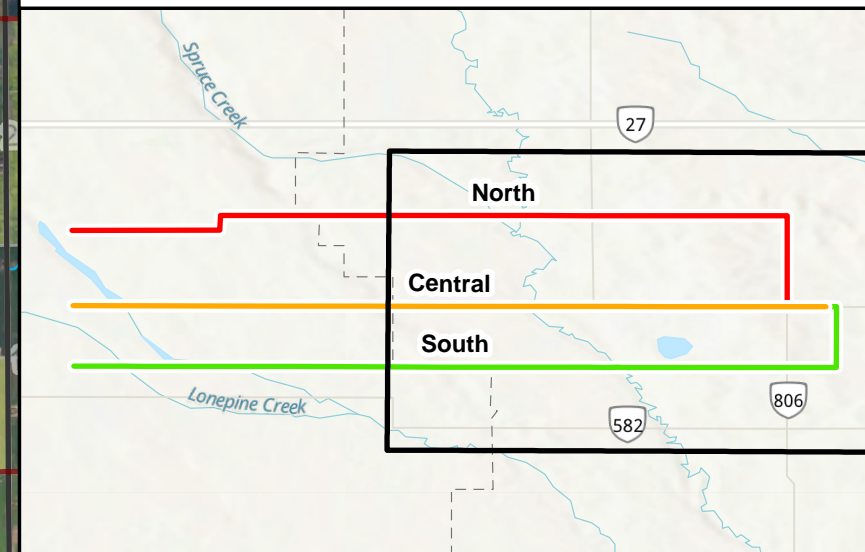 Spruce Creek
27
North
Central
South
Lonepine Creek
806
582